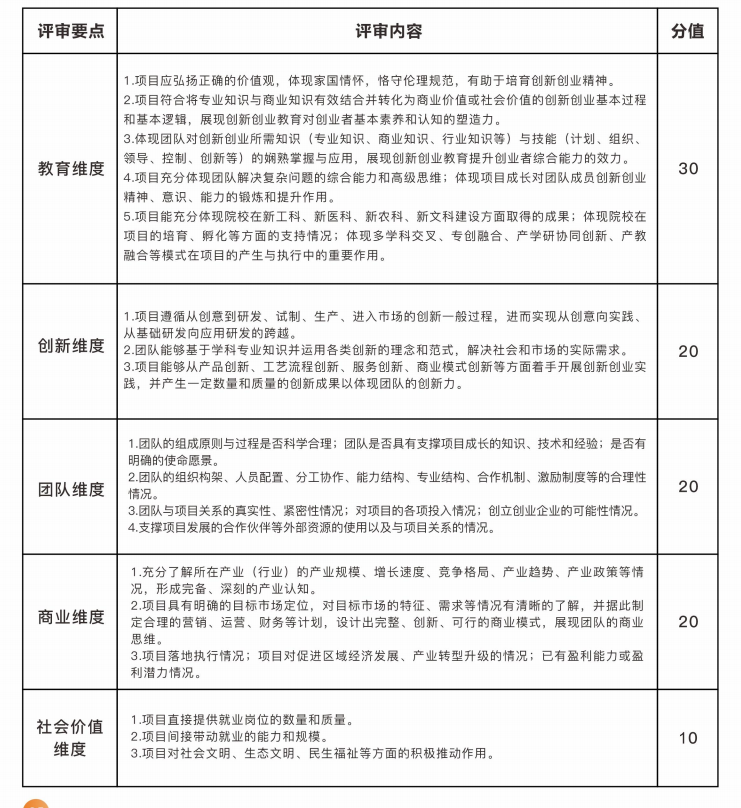 评审要点 评审内容 分值
1.项目应弘扬正确的价值观，体现家国情怀，恪守伦理规范，有助于培育创新创业精神。
2.项目符合将专业知识与商业知识有效结合并转化为商业价值或社会价值的创新创业基本过程
和基本逻辑，展现创新创业教育对创业者基本素养和认知的塑造力。
3.体现团队对创新创业所需知识（专业知识、商业知识、行业知识等）与技能（计划、组织、
领导、控制、创新等）的娴熟掌握与应用，展现创新创业教育提升创业者综合能力的效力。
教育维度
4.项目充分体现团队解决复杂问题的综合能力和高级思维；体现项目成长对团队成员创新创业
精神、意识、能力的锻炼和提升作用。
5.项目能充分体现院校在新工科、新医科、新农科、新文科建设方面取得的成果；体现院校在
项目的培育、孵化等方面的支持情况；体现多学科交叉、专创融合、产学研协同创新、产教
融合等模式在项目的产生与执行中的重要作用。
30
创新维度
1.项目遵循从创意到研发、试制、生产、进入市场的创新一般过程，进而实现从创意向实践、
从基础研发向应用研发的跨越。
2.团队能够基于学科专业知识并运用各类创新的理念和范式，解决社会和市场的实际需求。
3.项目能够从产品创新、工艺流程创新、服务创新、商业模式创新等方面着手开展创新创业实
践，并产生一定数量和质量的创新成果以体现团队的创新力。
20
团队维度
1.团队的组成原则与过程是否科学合理；团队是否具有支撑项目成长的知识、技术和经验；是否有
明确的使命愿景。
2.团队的组织构架、人员配置、分工协作、能力结构、专业结构、合作机制、激励制度等的合理性
情况。
3.团队与项目关系的真实性、紧密性情况；对项目的各项投入情况；创立创业企业的可能性情况。
4.支撑项目发展的合作伙伴等外部资源的使用以及与项目关系的情况。
20
商业维度
1.充分了解所在产业（行业）的产业规模、增长速度、竞争格局、产业趋势、产业政策等情
况，形成完备、深刻的产业认知。
2.项目具有明确的目标市场定位，对目标市场的特征、需求等情况有清晰的了解，并据此制
定合理的营销、运营、财务等计划，设计出完整、创新、可行的商业模式，展现团队的商业
思维。
3.项目落地执行情况；项目对促进区域经济发展、产业转型升级的情况；已有盈利能力或盈
利潜力情况。
20
社会价值
维度
1.项目直接提供就业岗位的数量和质量。
2.项目间接带动就业的能力和规模。
3.项目对社会文明、生态文明、民生福祉等方面的积极推动作用。
10